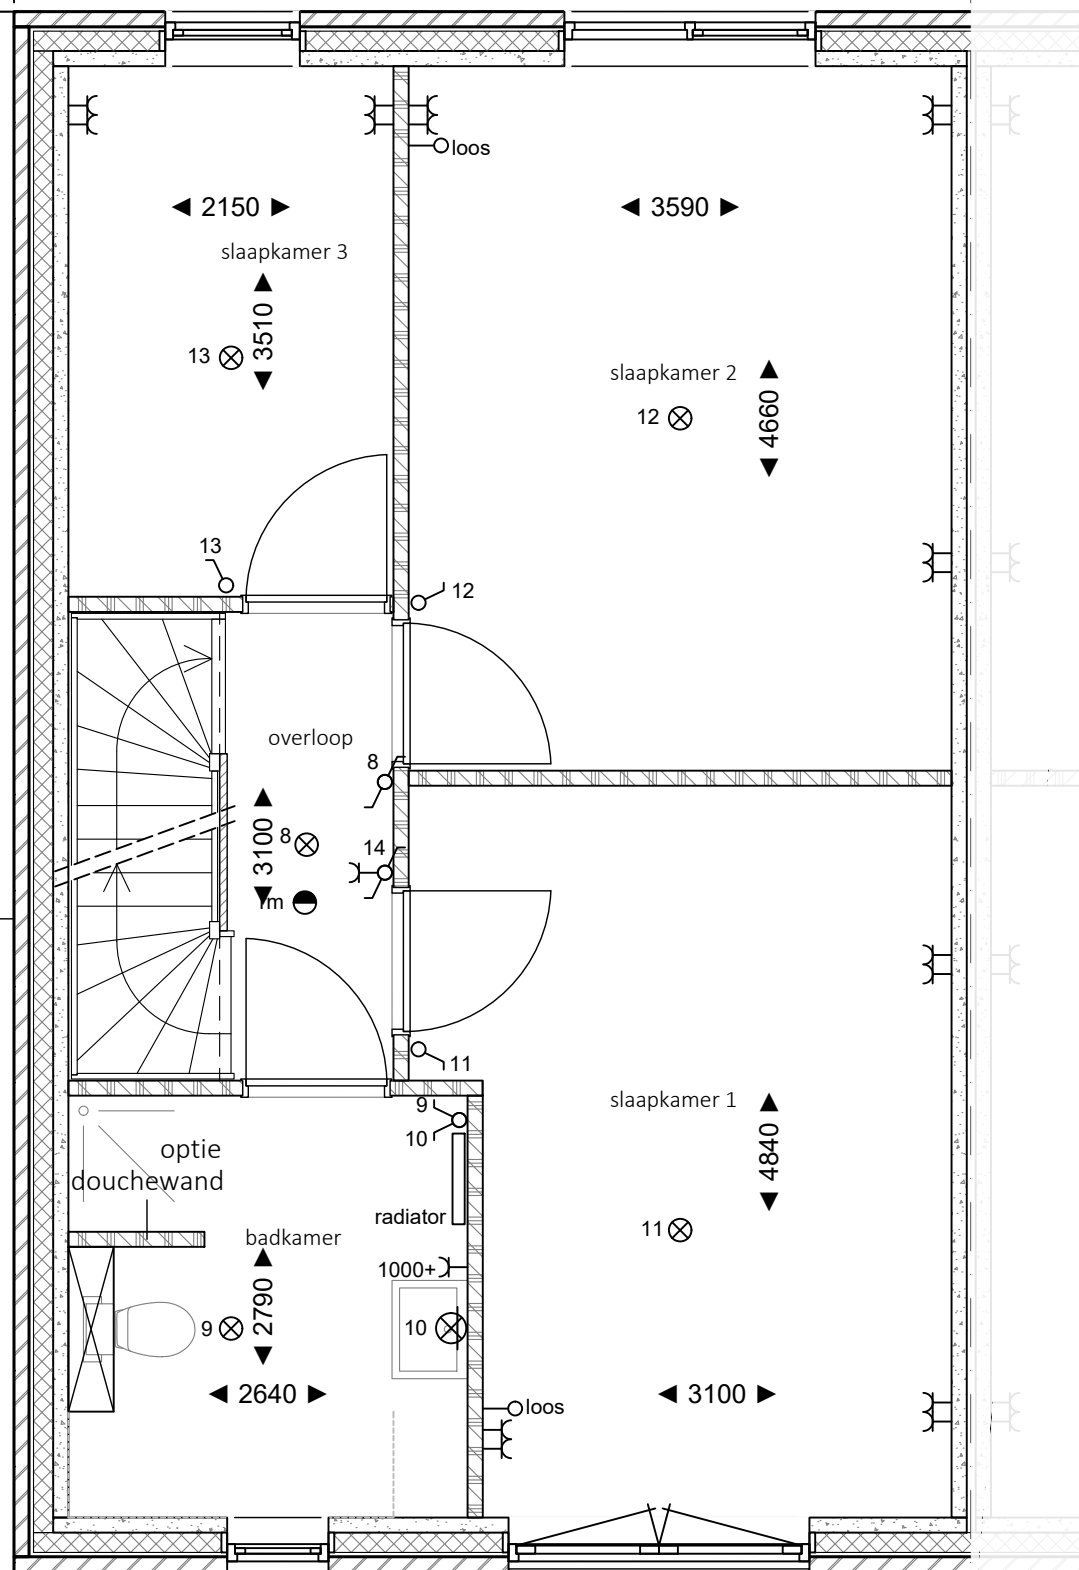 loos
2150
3590
slaapkamer 3
3510
13
slaapkamer 2
4660
12
13
12
overloop
8
3100
8
14
rm
11
9
10
slaapkamer 1
4840
optie
douchewand
radiator
11
badkamer
1000+
2790
9
10
2640
3100
loos